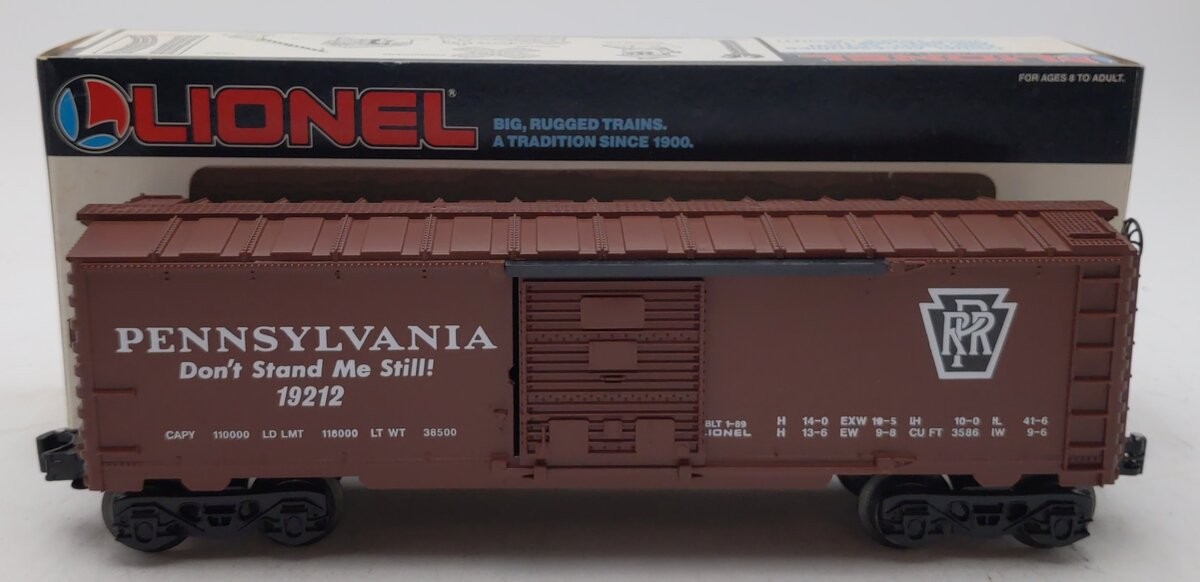 LIONEL®
BIG, RUGGED TRAINS.
A TRADITION SINCE 1900.
FOR AGES 8 TO ADULT.
PENNSYLVANIA
Don't Stand Me Still!
19212
CAPY 110000 LD LMT 116000 LT WT 36500
BLT 1-89
LIONEL
H 14-0 EXW 10-5 IH 10-0 IL 41-6
H 13-6 EW 9-8 CU FT 3586 IW 9-6
PRR